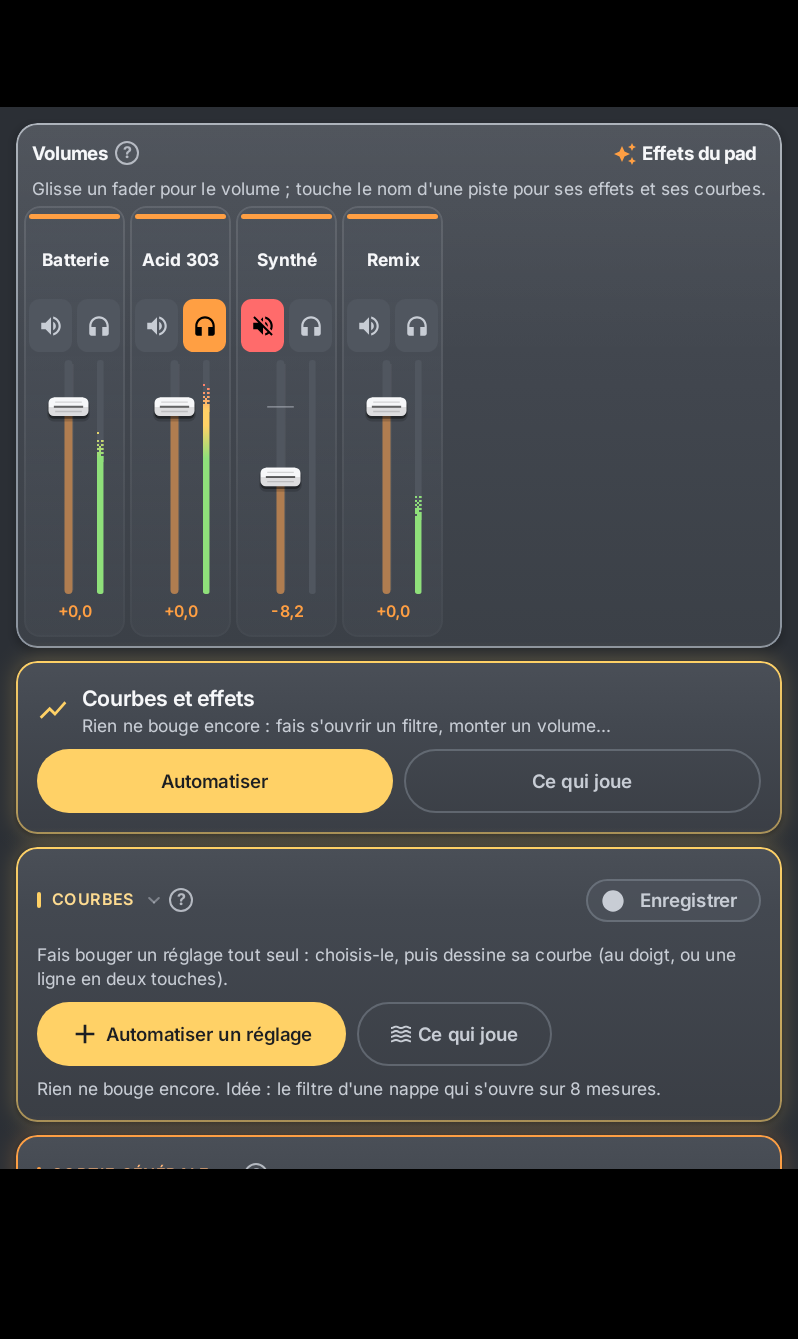 Volumes ?
Effets du pad
Glisse un fader pour le volume ; touche le nom d'une piste pour ses effets et ses courbes.
Batterie
Acid 303
Synthé
Remix
+0,0
+0,0
-8,2
+0,0
Courbes et effets
Rien ne bouge encore : fais s'ouvrir un filtre, monter un volume...
Automatiser
Ce qui joue
COURBES ?
Enregistrer
Fais bouger un réglage tout seul : choisis-le, puis dessine sa courbe (au doigt, ou une
ligne en deux touches).
Automatiser un réglage
Ce qui joue
Rien ne bouge encore. Idée : le filtre d'une nappe qui s'ouvre sur 8 mesures.